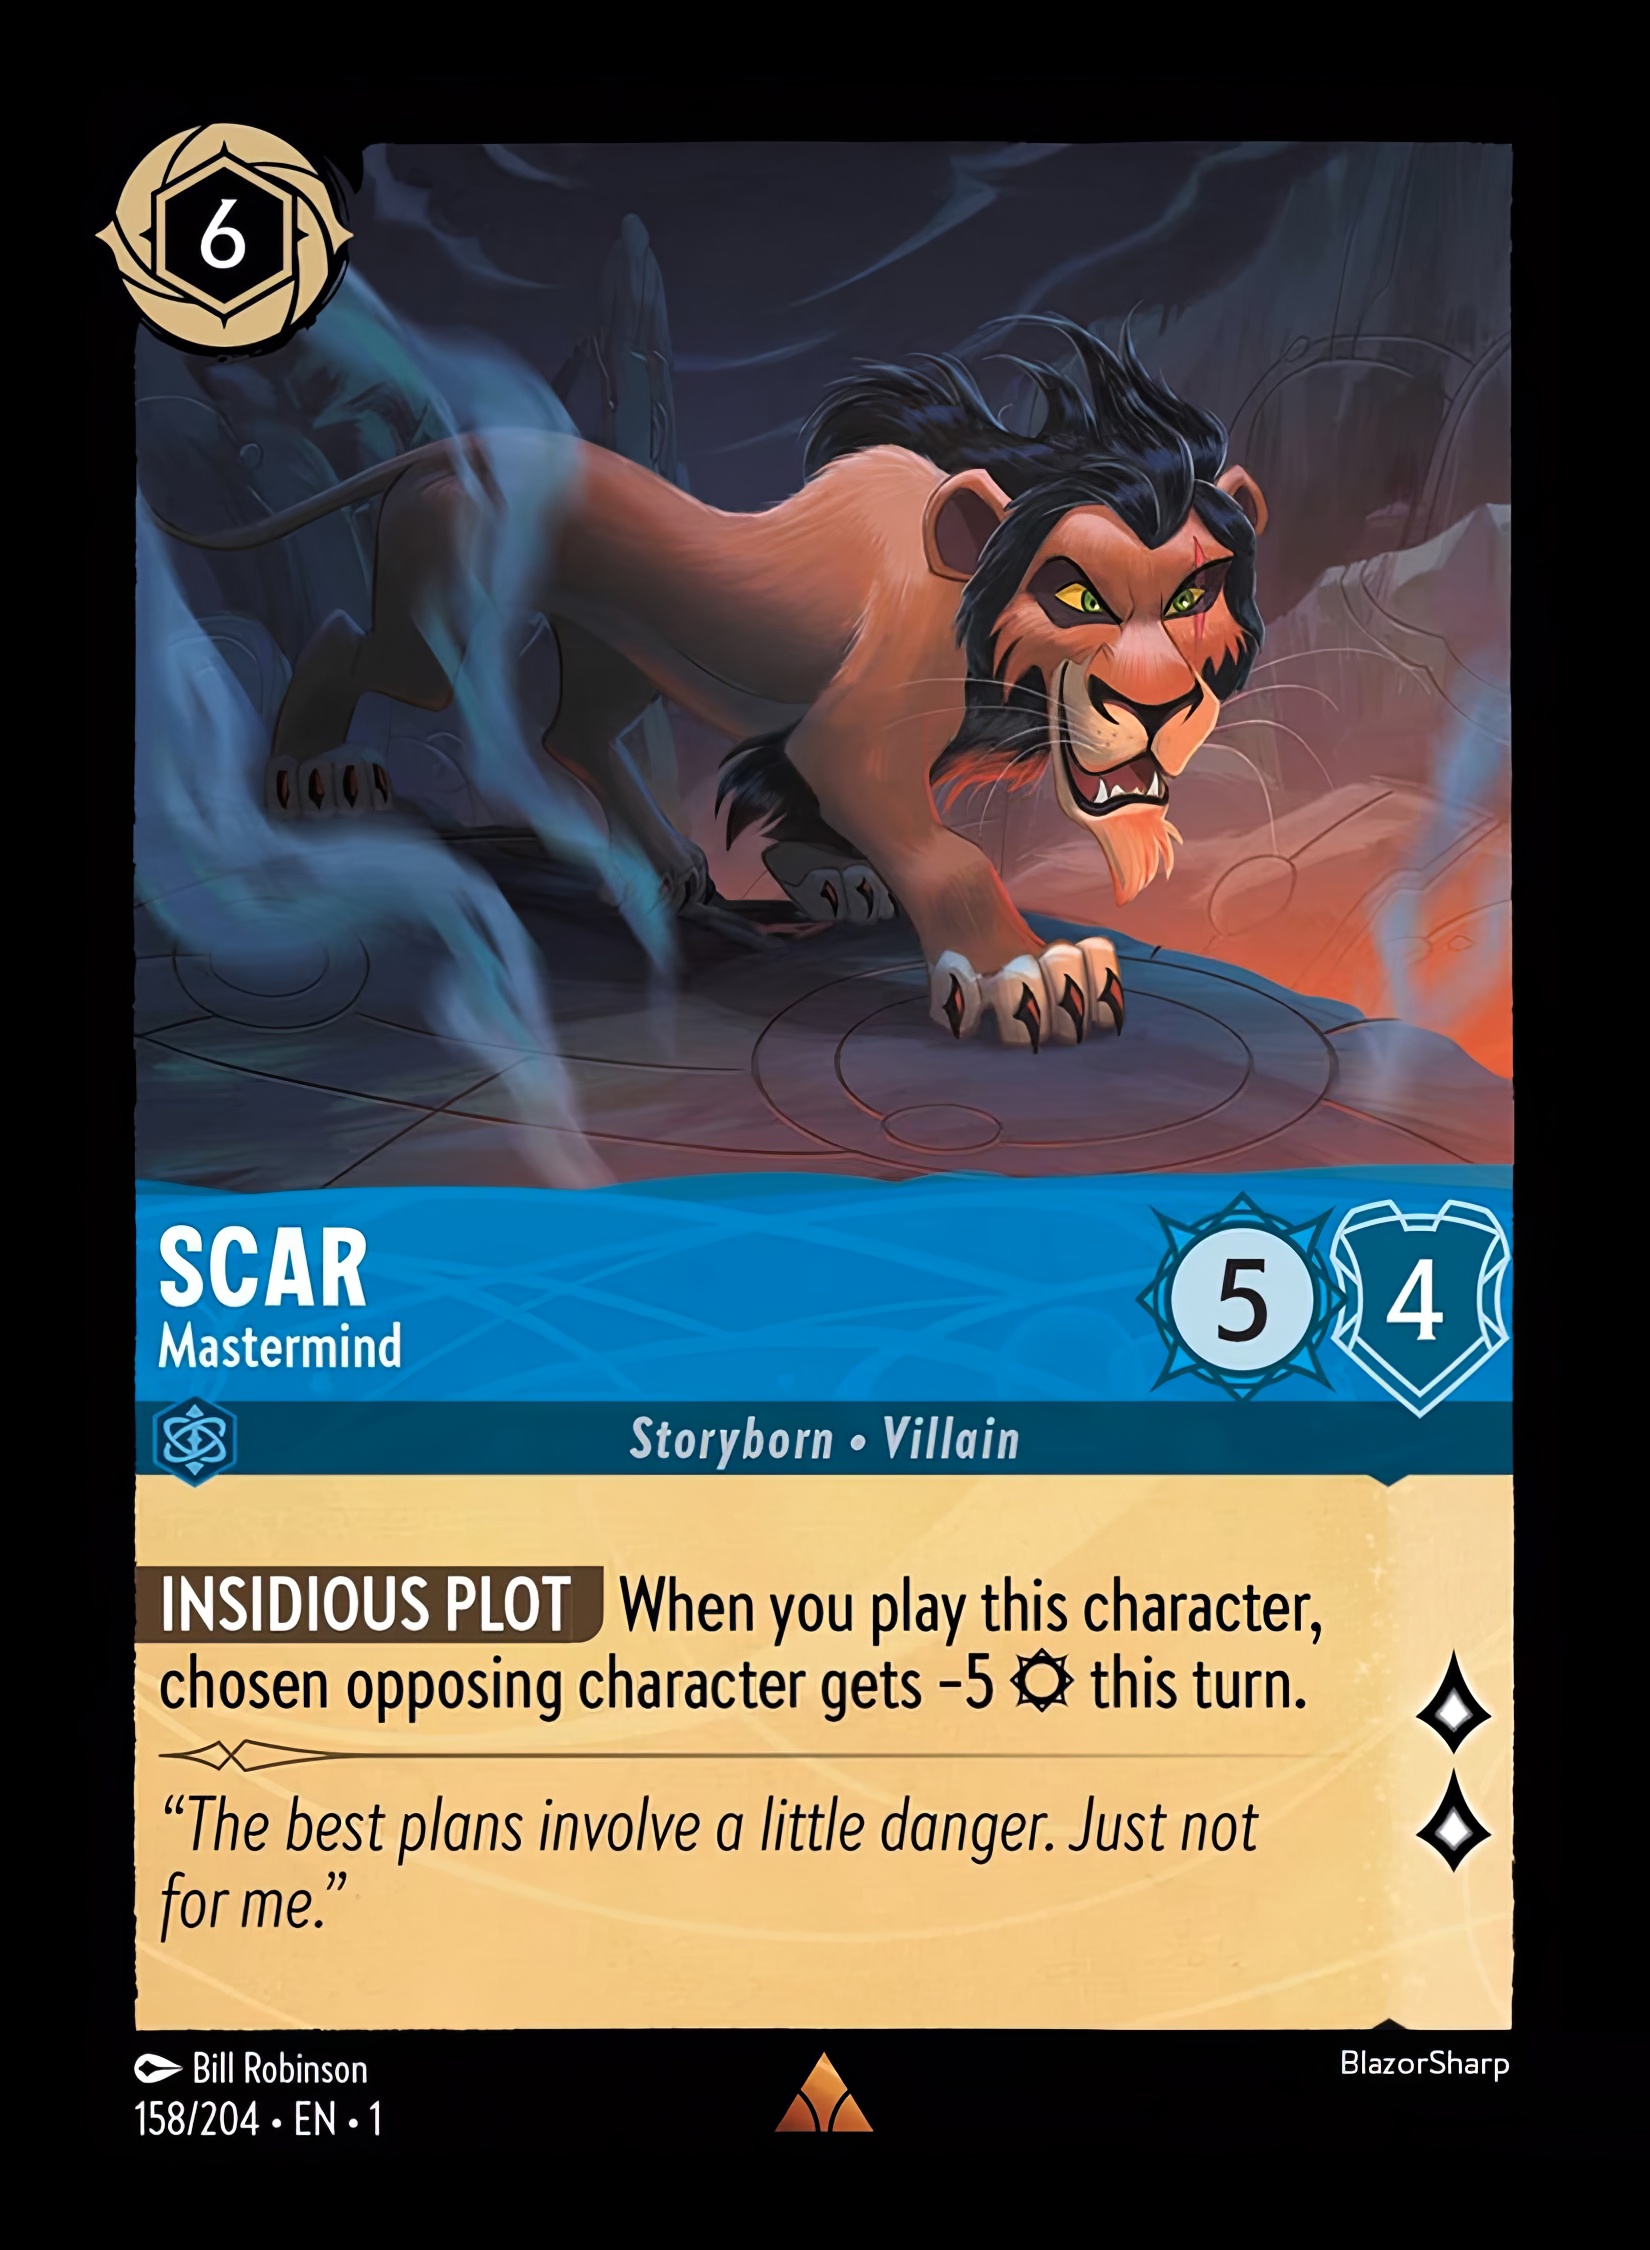 6
SCAR
Mastermind
5 4
Storyborn • Villain
INSIDIOUS PLOT When you play this character,
chosen opposing character gets -5 this turn.
“The best plans involve a little danger. Just not
for me.”
Bill Robinson
158/204 • EN • 1
BlazorSharp